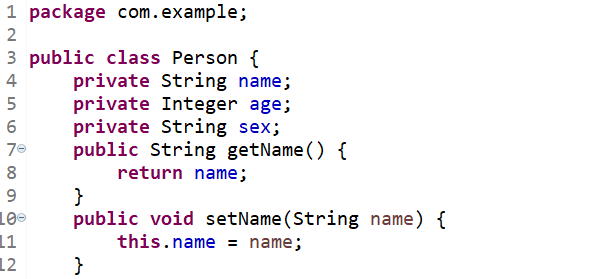 1 package com.example;
2
3 public class Person {
4     private String name;
5     private Integer age;
6     private String sex;
7     public String getName() {
8         return name;
9     }
10     public void setName(String name) {
11         this.name = name;
12     }